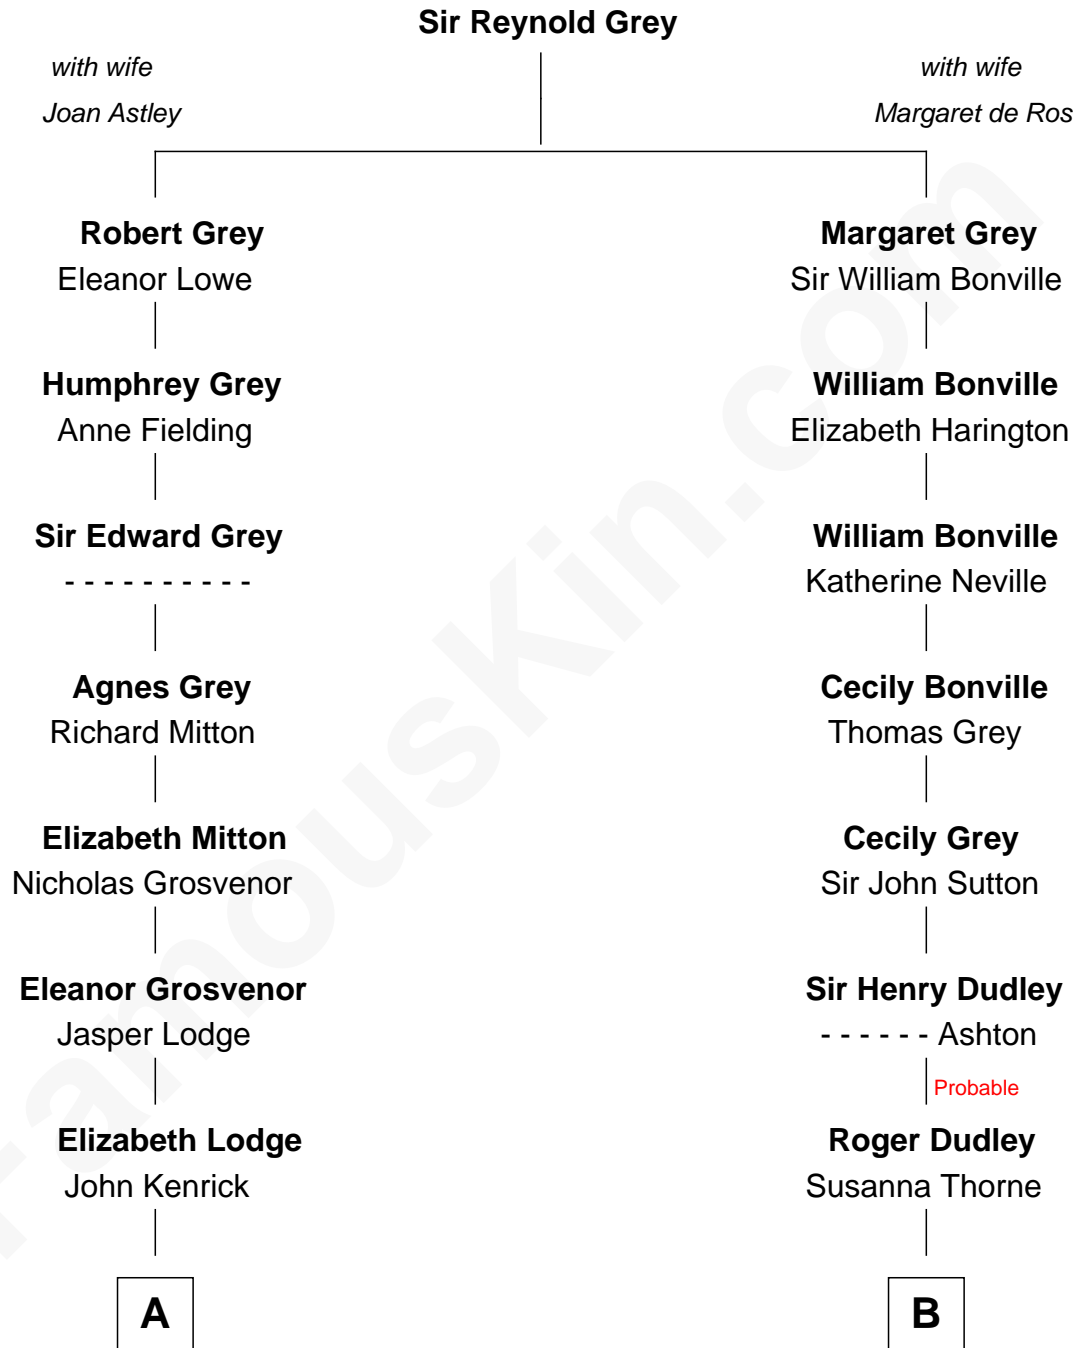 Sir Reynold Grey
with wife
Joan Astley
with wife
Margaret de Ros
Robert Grey
Eleanor Lowe
Margaret Grey
Sir William Bonville
Humphrey Grey
Anne Fielding
William Bonville
Elizabeth Harington
Sir Edward Grey
- - - - - - - - - -
William Bonville
Katherine Neville
Agnes Grey
Richard Mitton
Cecily Bonville
Thomas Grey
Elizabeth Mitton
Nicholas Grosvenor
Cecily Grey
Sir John Sutton
Eleanor Grosvenor
Jasper Lodge
Sir Henry Dudley
- - - - - - Ashton
Probable
Elizabeth Lodge
John Kenrick
Roger Dudley
Susanna Thorne
A
B
FamousKin.com